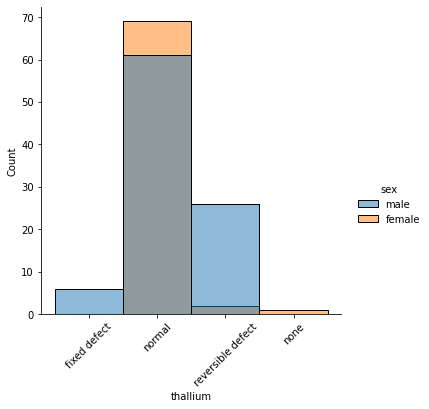 70
60
50
40
30
20
10
0
Count
fixed defect
normal
reversible defect
none
thallium
sex
male
female